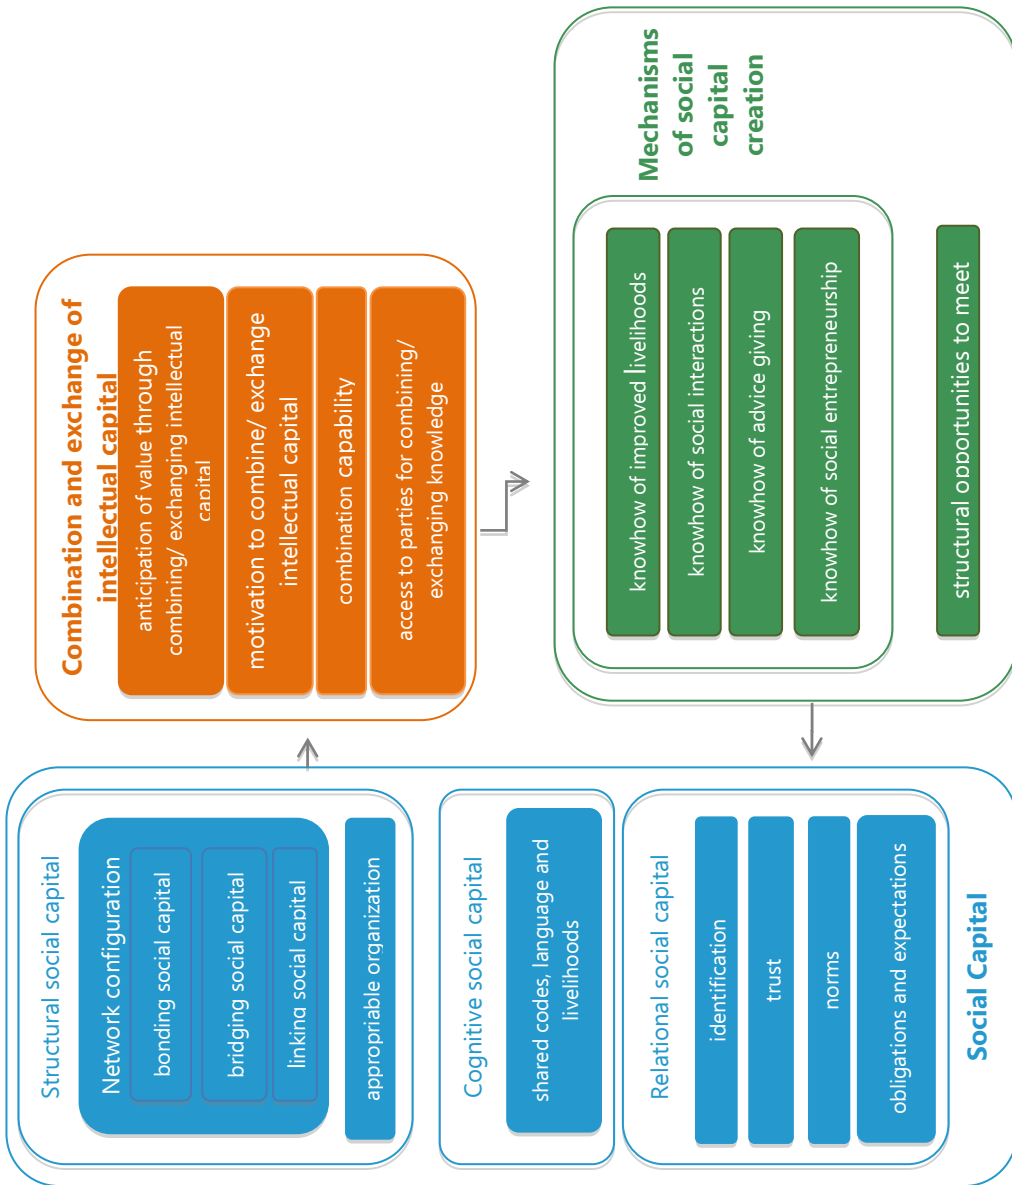 Structural social capital
Network configuration
bonding social capital
bridging social capital
linking social capital
appropriable organization
Cognitive social capital
shared codes, language and
livelihoods
Relational social capital
identification
trust
norms
obligations and expectations
Social Capital
Combination and exchange of
intellectual capital
anticipation of value through
combining/ exchanging intellectual
capital
motivation to combine/ exchange
intellectual capital
combination capability
access to parties for combining/
exchanging knowledge
Mechanisms
of social
capital
creation
knowhow of improved livelihoods
knowhow of social interactions
knowhow of advice giving
knowhow of social entrepreneurship
structural opportunities to meet